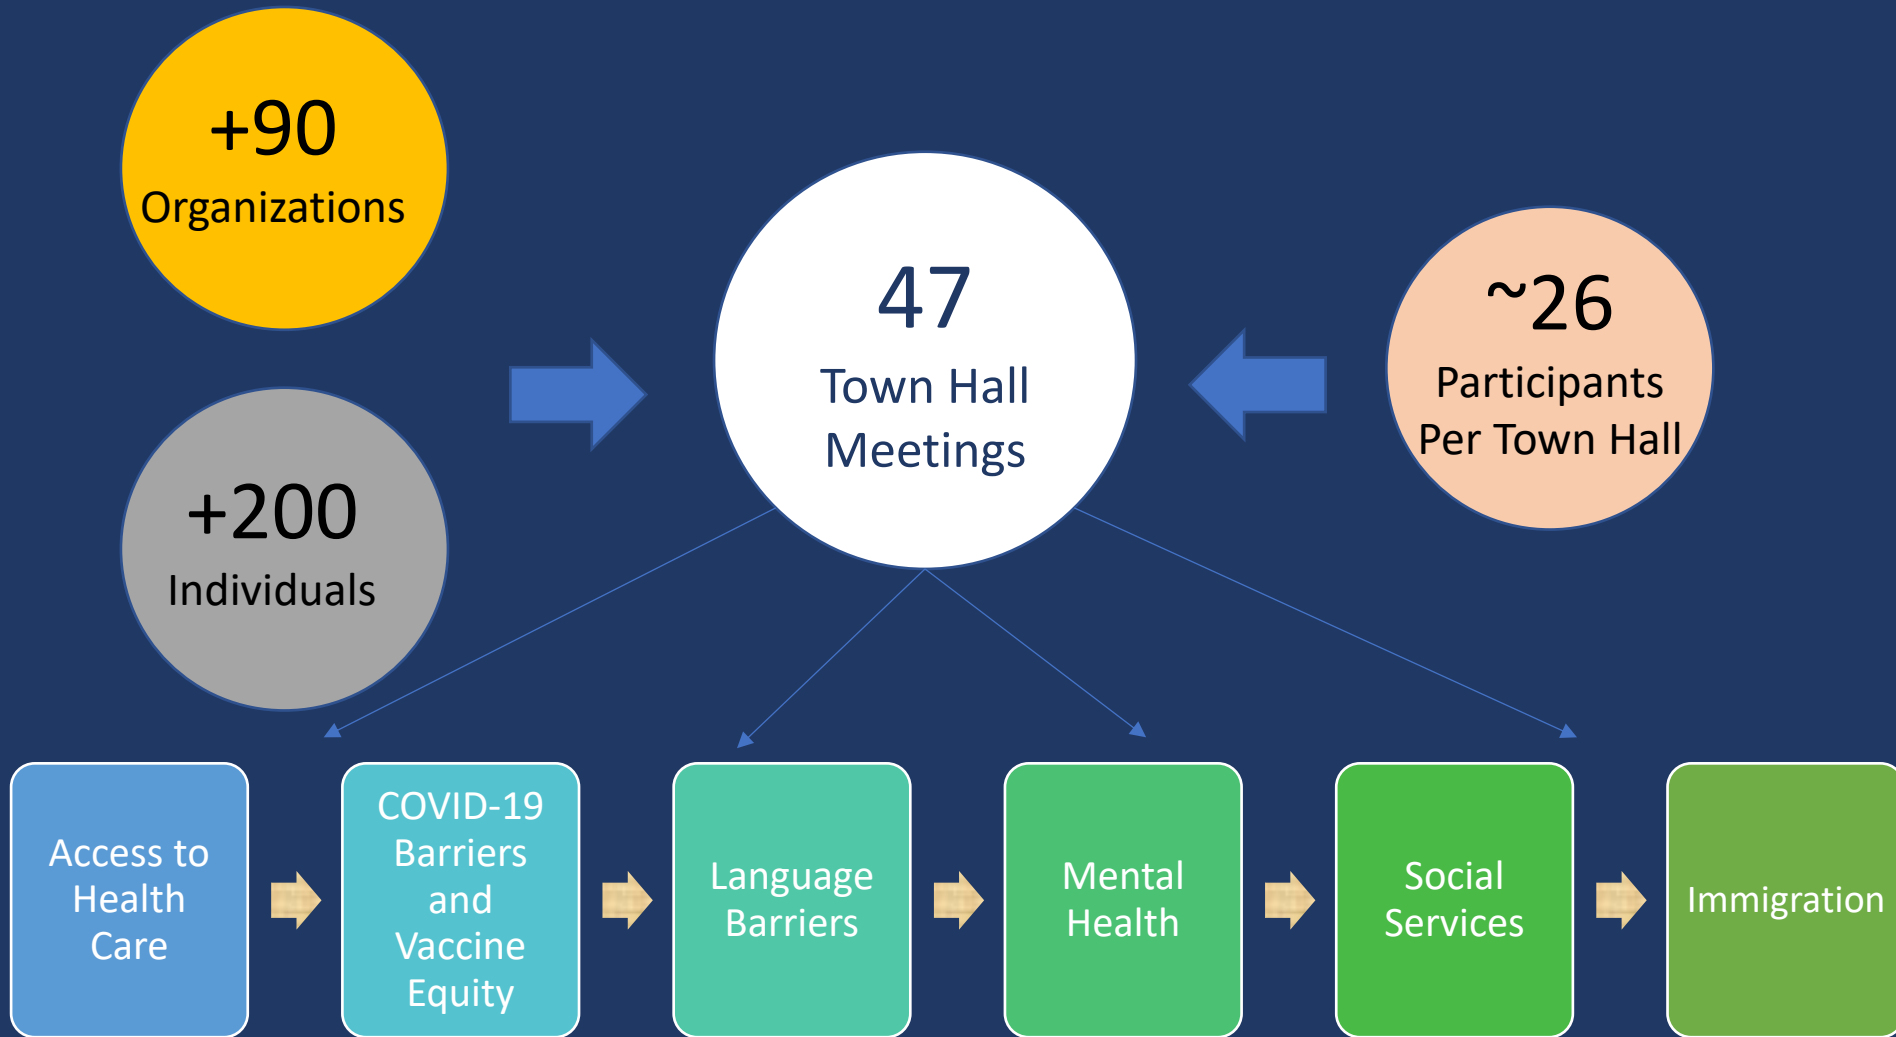 +90
Organizations
+200
Individuals
47
Town Hall
Meetings
~26
Participants
Per Town Hall
Access to
Health
Care
COVID-19
Barriers
and
Vaccine
Equity
Language
Barriers
Mental
Health
Social
Services
Immigration